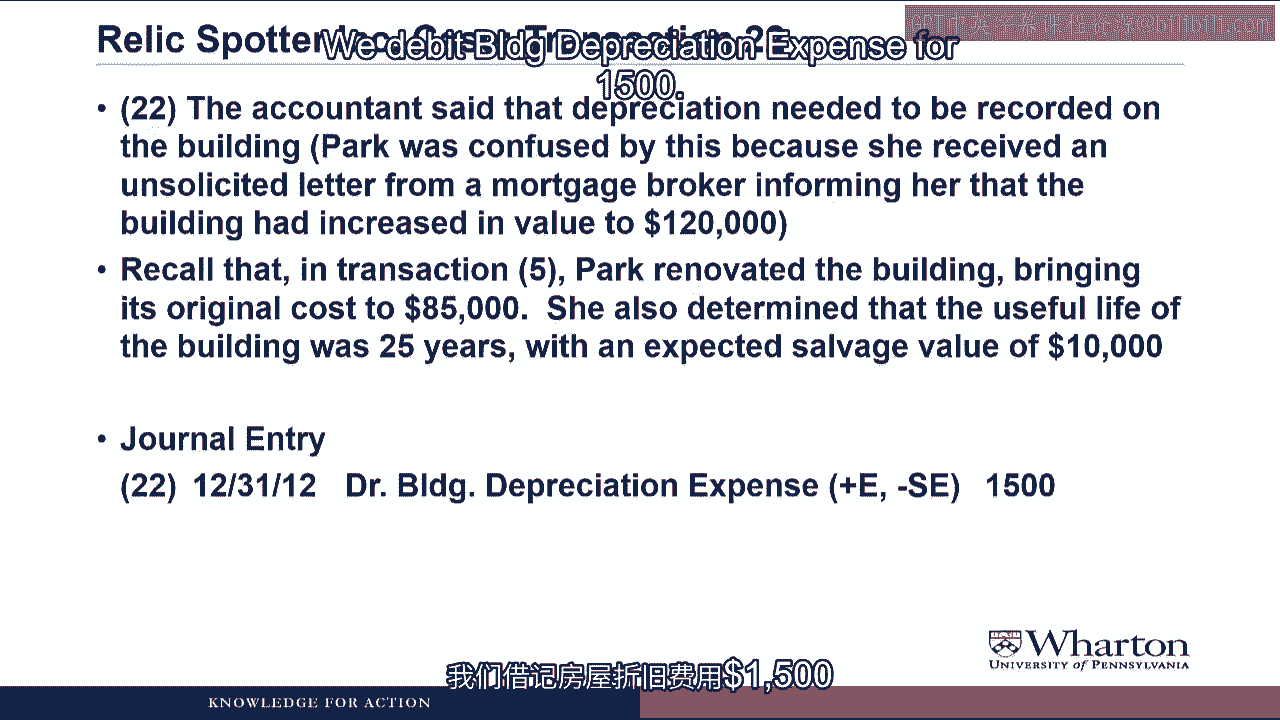 Relic Spotter
We debit Bldg Depreciation Expense for
1500.
• (22) The accountant said that depreciation needed to be recorded on
the building (Park was confused by this because she received an
unsolicited letter from a mortgage broker informing her that the
building had increased in value to $120,000)
• Recall that, in transaction (5), Park renovated the building, bringing
its original cost to $85,000. She also determined that the useful life of
the building was 25 years, with an expected salvage value of $10,000
• Journal Entry
(22) 12/31/12 Dr. Bldg. Depreciation Expense (+E, -SE) 1500
Wharton
UNIVERSITY of PENNSYLVANIA
我们借记房屋折旧费用$1,500
KNOWLEDGE FOR ACTION